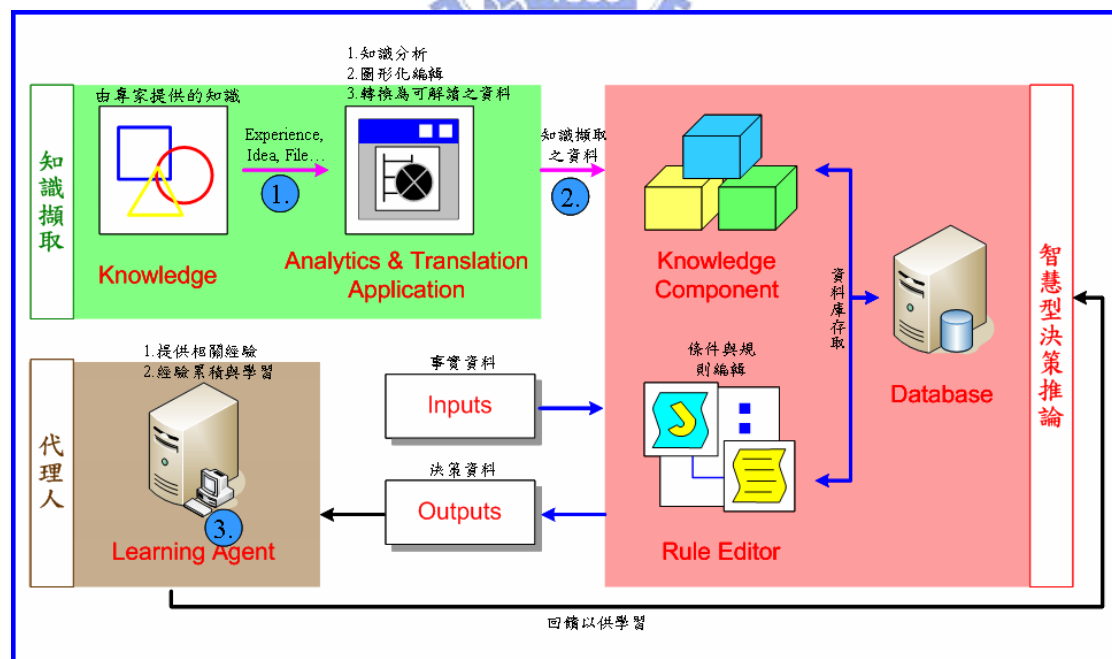 知識擷取
由專家提供的知識
Knowledge
Experience,
Idea, File…
1.
1.知識分析
2.圖形化編輯
3.轉換為可解讀之資料
Analytics & Translation
Application
知識擷取
之資料
2.
Knowledge
Component
資料庫存取
Database
智慧型決策推論
條件與規
則編輯
Rule Editor
事實資料
Inputs
決策資料
Outputs
代理人
1.提供相關經驗
2.經驗累積與學習
3.
Learning Agent
回饋以供學習